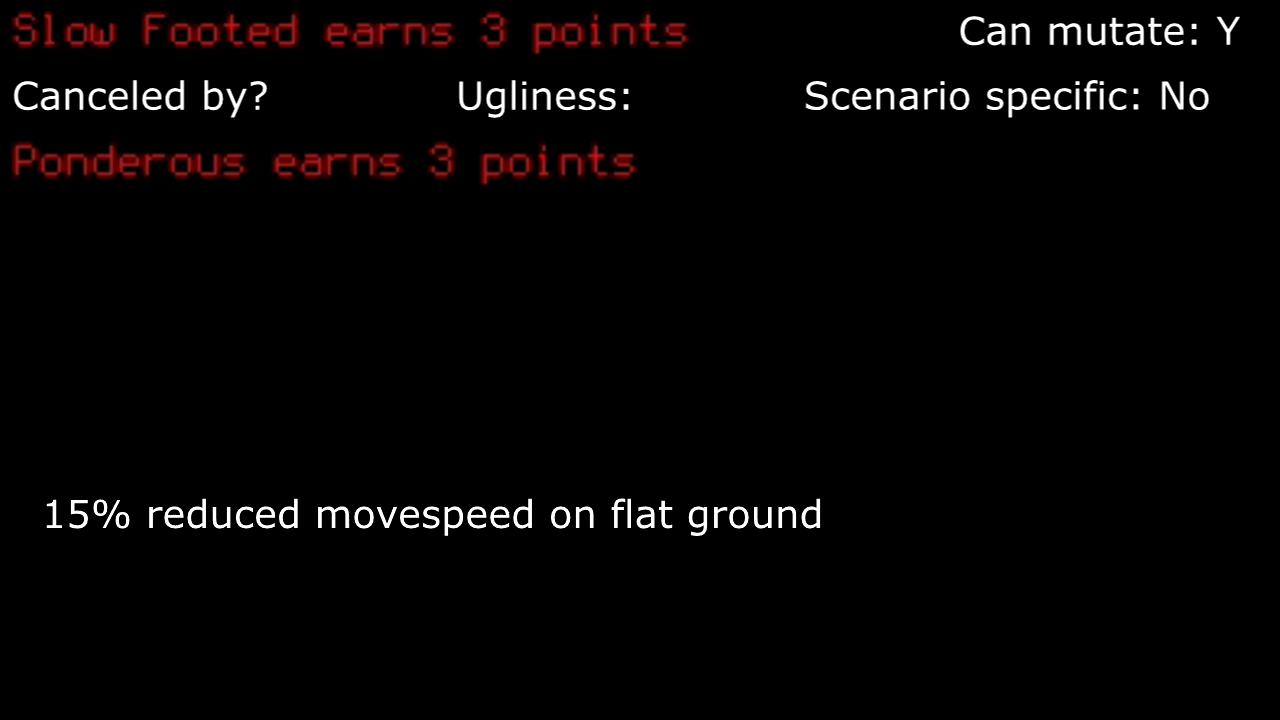 Slow Footed earns 3 points Can mutate: Y
Canceled by? Ugliness: Scenario specific: No
Ponderous earns 3 points
15% reduced movespeed on flat ground